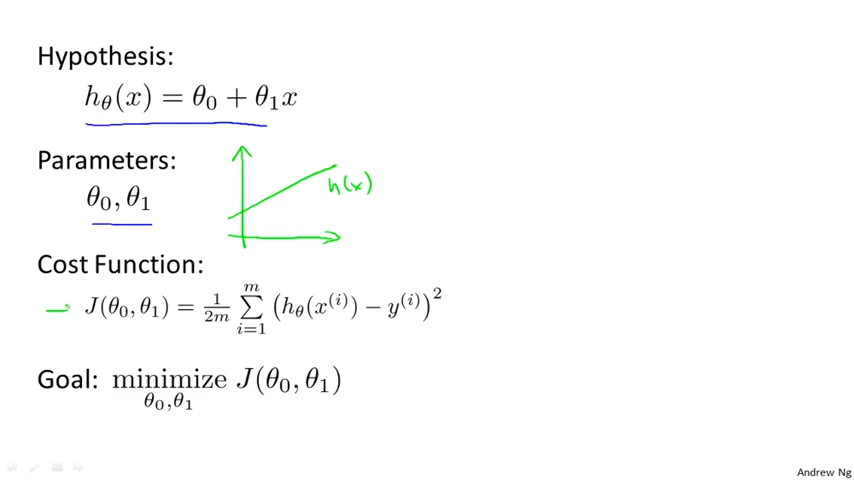 Hypothesis:
hθ(x) = θ0 + θ1x
Parameters:
θ0, θ1
h(x)
Cost Function:
J(θ0, θ1) = 1/2m ∑_{i=1}^{m} (hθ(x^(i)) − y^(i))^2
Goal: minimize_{θ0,θ1} J(θ0, θ1)
Andrew Ng